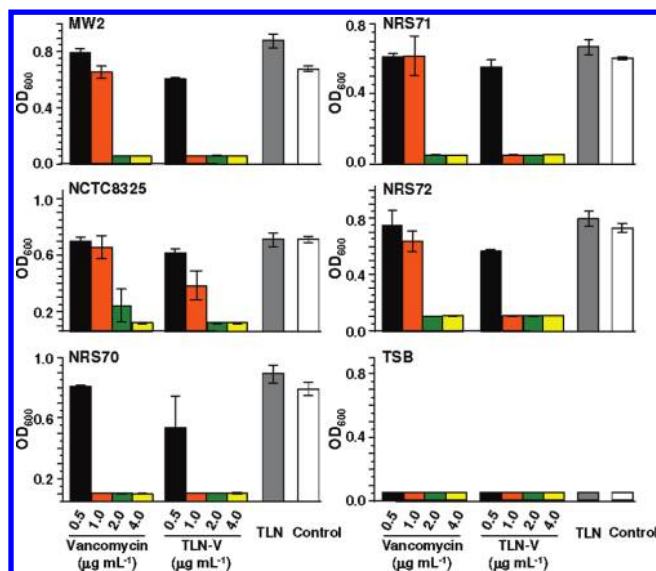 MW2
OD600
0.8
0.4
0.0
NRS71
OD600
1.0
0.8
0.4
0.0
NCTC8325
OD600
1.0
0.6
0.2
NRS72
OD600
0.8
0.4
0.0
NRS70
OD600
1.0
0.6
0.2
TSB
OD600
0.8
0.4
0.0
0.5 1.0 2.0 4.0 0.5 1.0 2.0 4.0 TLN Control
Vancomycin TLN-V
(µg mL-1) (µg mL-1)
0.5 1.0 2.0 4.0 0.5 1.0 2.0 4.0 TLN Control
Vancomycin TLN-V
(µg mL-1) (µg mL-1)